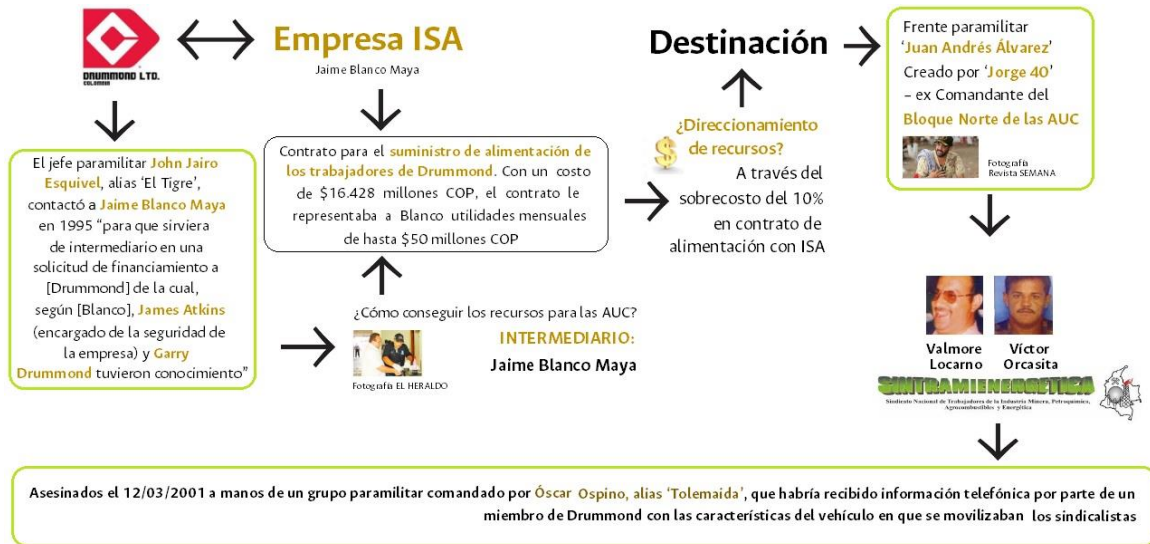 DRUMMOND LTD.
COLOMBIA
Empresa ISA
Jaime Blanco Maya
Destinación
Frente paramilitar
‘Juan Andrés Álvarez’
Creado por ‘Jorge 40’
– ex Comandante del
Bloque Norte de las AUC
Fotografía
Revista SEMANA
El jefe paramilitar John Jairo
Esquivel, alias ‘El Tigre’,
contactó a Jaime Blanco Maya
en 1995 “para que sirviera
de intermediario en una
solicitud de financiamiento a
[Drummond] de la cual,
según [Blanco], James Atkins
(encargado de la seguridad de
la empresa) y Garry
Drummond tuvieron conocimiento”
Contrato para el suministro de alimentación de
los trabajadores de Drummond. Con un costo
de $16.428 millones COP, el contrato le
representaba a Blanco utilidades mensuales
de hasta $50 millones COP
¿Direccionamiento
$ de recursos?
A través del
sobrecosto del 10%
en contrato de
alimentación con ISA
¿Cómo conseguir los recursos para las AUC?
INTERMEDIARIO:
Jaime Blanco Maya
Fotografía EL HERALDO
Valmore
Locarno
Víctor
Orcasita
SINTRAMIENERGETICA
Sindicato Nacional de Trabajadores de la Industria Minera, Petroquímica,
Agrocombustibles y Energética
Asesinados el 12/03/2001 a manos de un grupo paramilitar comandado por Óscar Ospino, alias ‘Tolemaida’, que habría recibido información telefónica por parte de un
miembro de Drummond con las características del vehículo en que se movilizaban los sindicalistas